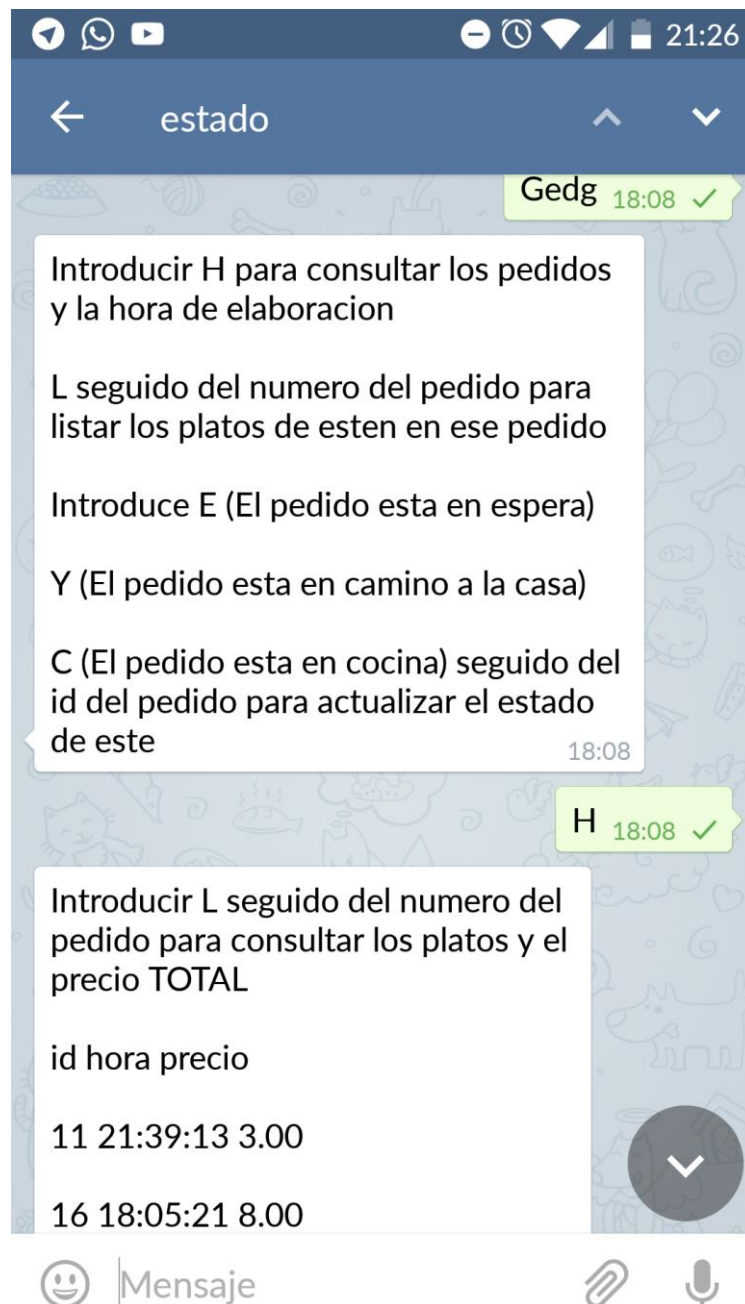 21:26
estado
Gedg 18:08
Introducir H para consultar los pedidos
y la hora de elaboracion
L seguido del numero del pedido para
listar los platos de esten en ese pedido
Introduce E (El pedido esta en espera)
Y (El pedido esta en camino a la casa)
C (El pedido esta en cocina) seguido del
id del pedido para actualizar el estado
de este
18:08
H 18:08
Introducir L seguido del numero del
pedido para consultar los platos y el
precio TOTAL
id hora precio
11 21:39:13 3.00
16 18:05:21 8.00
Mensaje